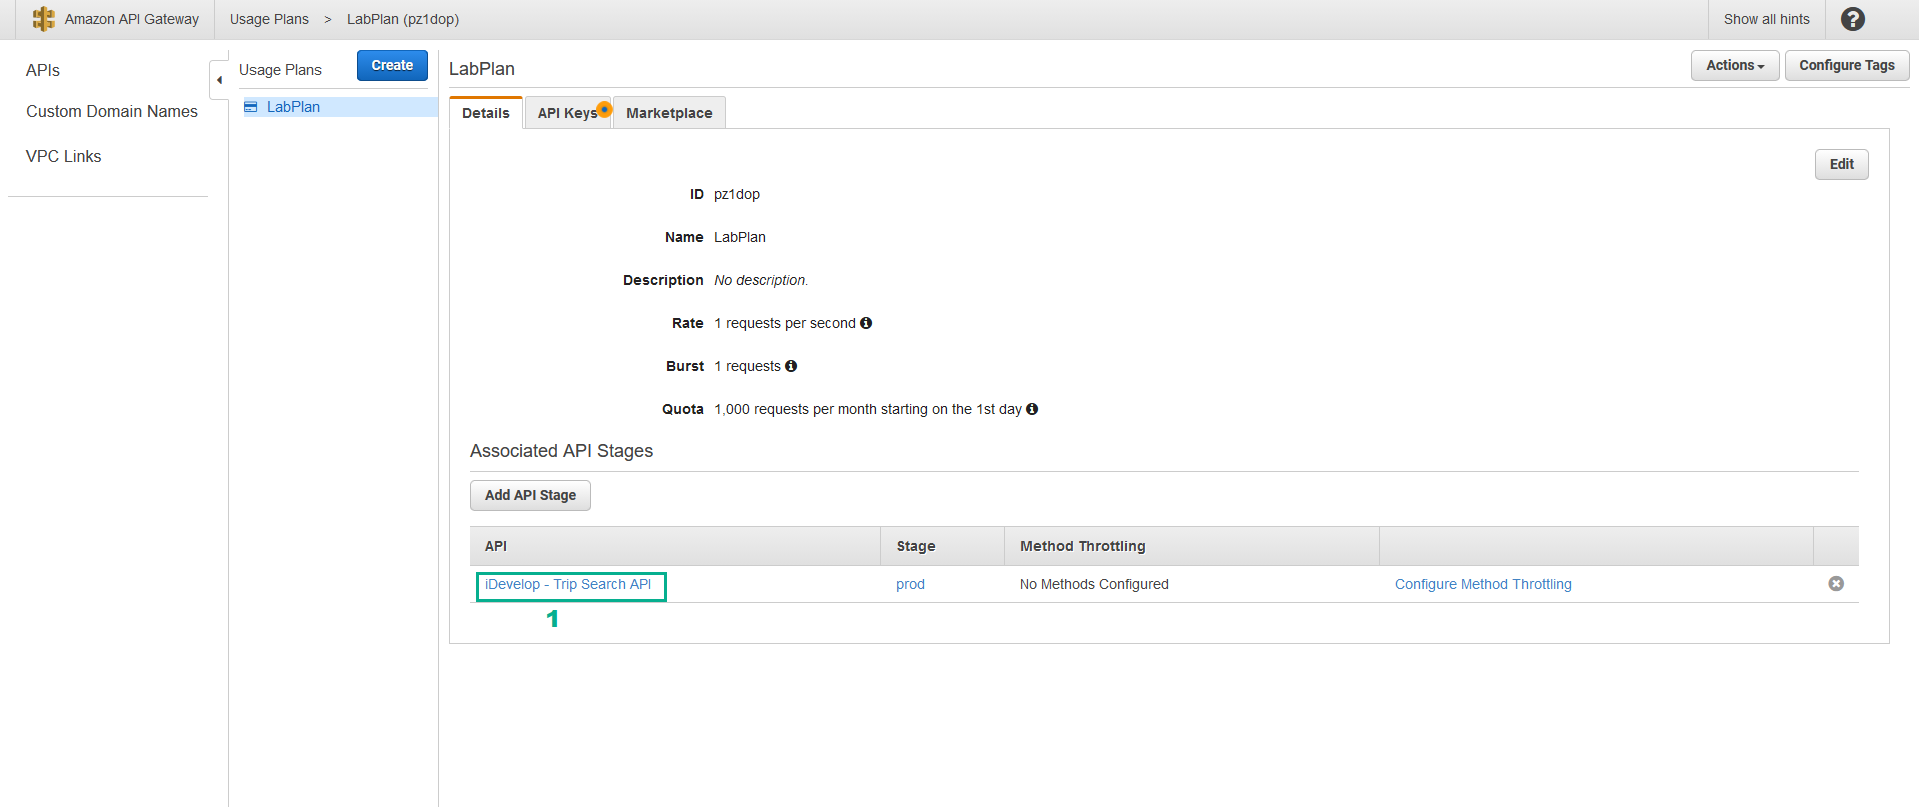 Amazon API Gateway
Usage Plans > LabPlan (pz1dop)
Show all hints
?
APIs
Custom Domain Names
VPC Links
Usage Plans
Create
LabPlan
LabPlan
Actions
Configure Tags
Details
API Keys
Marketplace
Edit
ID pz1dop
Name LabPlan
Description No description.
Rate 1 requests per second
Burst 1 requests
Quota 1,000 requests per month starting on the 1st day
Associated API Stages
Add API Stage
API Stage Method Throttling
iDevelop - Trip Search API prod No Methods Configured Configure Method Throttling
1